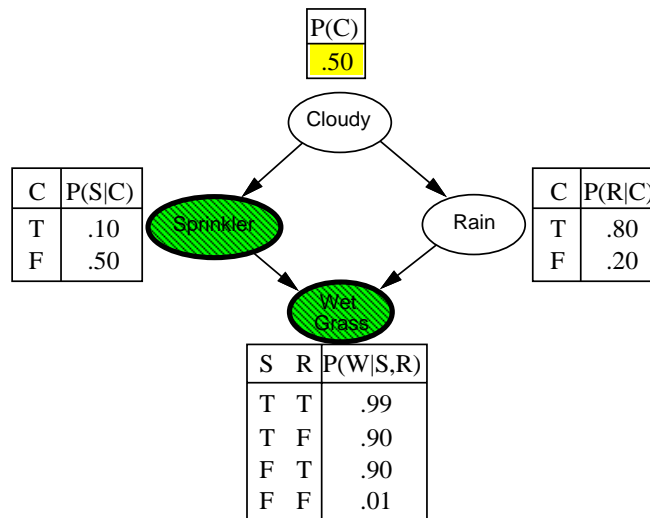 P(C)
.50
Cloudy
C P(S|C)
T .10
F .50
Sprinkler
Rain
C P(R|C)
T .80
F .20
Wet
Grass
S R P(W|S,R)
T T .99
T F .90
F T .90
F F .01